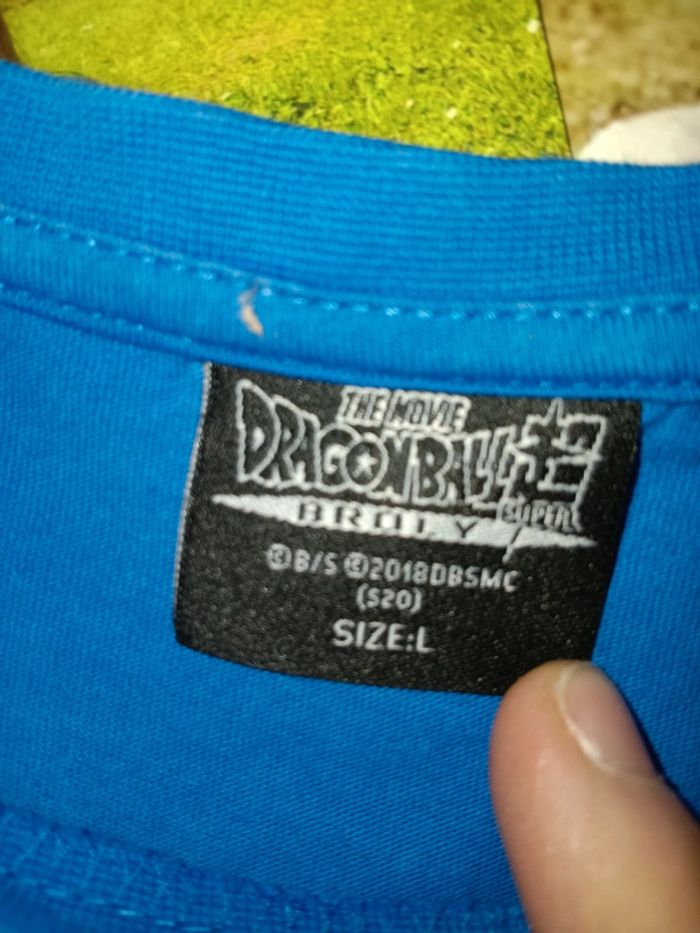 THE MOVIE
DRAGONBALL超
SUPER
BROLY
©B/S ©2018DBSMC
(S20)
SIZE:L